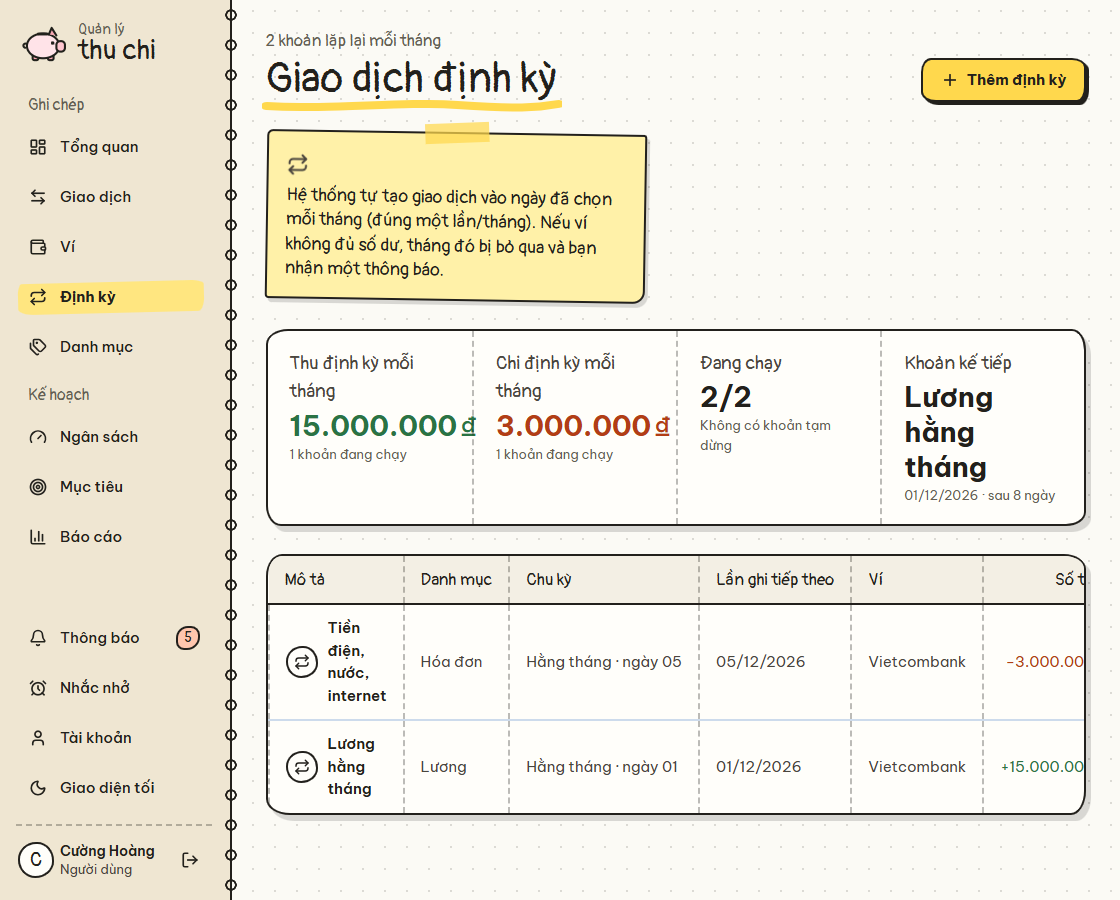 Quản lý
thu chi
Ghi chép
Tổng quan
Giao dịch
Ví
Định kỳ
Danh mục
Kế hoạch
Ngân sách
Mục tiêu
Báo cáo
Thông báo 5
Nhắc nhở
Tài khoản
Giao diện tối
C
Cường Hoàng
Người dùng
2 khoản lặp lại mỗi tháng
Giao dịch định kỳ
Thêm định kỳ
Hệ thống tự tạo giao dịch vào ngày đã chọn
mỗi tháng (đúng một lần/tháng). Nếu ví
không đủ số dư, tháng đó bị bỏ qua và bạn
nhận một thông báo.
Thu định kỳ mỗi
tháng
15.000.000 ₫
1 khoản đang chạy
Chi định kỳ mỗi
tháng
3.000.000 ₫
1 khoản đang chạy
Đang chạy
2/2
Không có khoản tạm
dừng
Khoản kế tiếp
Lương
hằng
tháng
01/12/2026 · sau 8 ngày
Mô tả Danh mục Chu kỳ Lần ghi tiếp theo Ví Số t
Tiền
điện,
nước,
internet
Hóa đơn Hằng tháng · ngày 05 05/12/2026 Vietcombank −3.000.00
Lương
hằng
tháng
Lương Hằng tháng · ngày 01 01/12/2026 Vietcombank +15.000.00